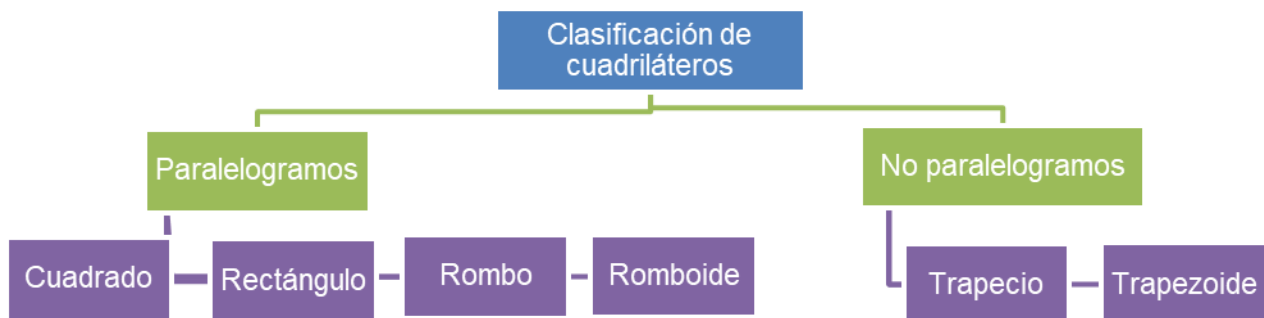 Clasificación de
cuadriláteros
Paralelogramos
No paralelogramos
Cuadrado
Rectángulo
Rombo
Romboide
Trapecio
Trapezoide